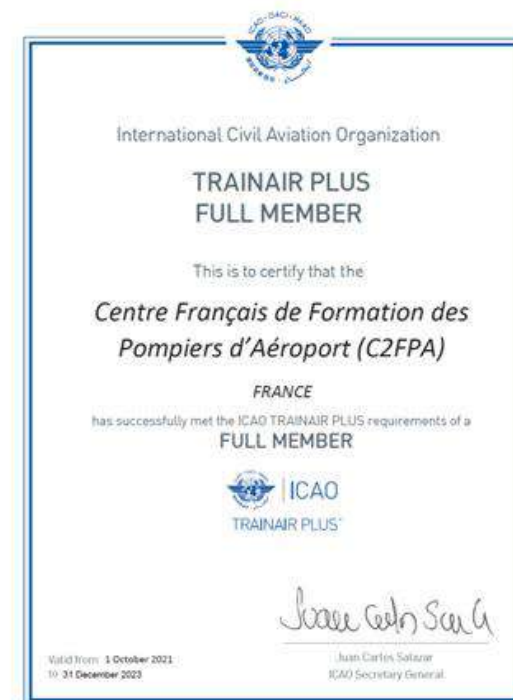 International Civil Aviation Organization
TRAINAIR PLUS
FULL MEMBER
This is to certify that the
Centre Français de Formation des
Pompiers d'Aéroport (C2FPA)
FRANCE
has successfully met the ICAO TRAINAIR PLUS requirements of a
FULL MEMBER
ICAO
TRAINAIR PLUS
Juan Carlos Salazar
ICAO Secretary General
Valid from: 1 October 2021
to 31 December 2023